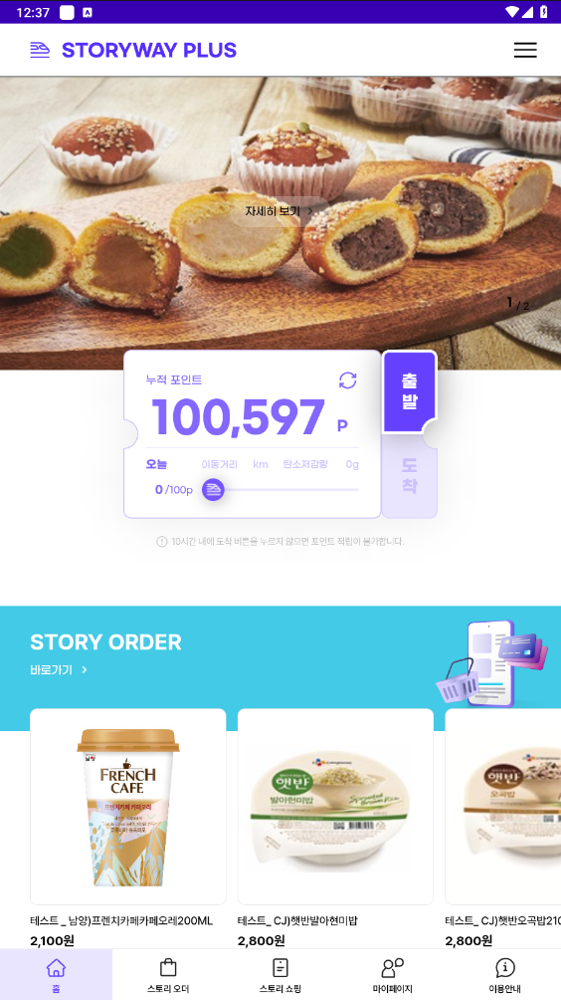 12:37
STORYWAY PLUS
자세히 보기
1 / 2
누적 포인트
100,597 P
출발
오늘 이동거리 km 탄소저감량 0g
0 /100p
도착
10시간 내에 도착 버튼을 누르지 않으면 포인트 적립이 불가합니다.
STORY ORDER
바로가기
FRENCH
CAFE
햇반
발아현미밥
햇반
오곡밥
테스트 _ 남양)프렌치카페카페오레200ML
2,100원
테스트_ CJ)햇반발아현미밥
2,800원
테스트_ CJ)햇반오곡밥210
2,800원
홈
스토리 오더
스토리 쇼핑
마이페이지
이용안내